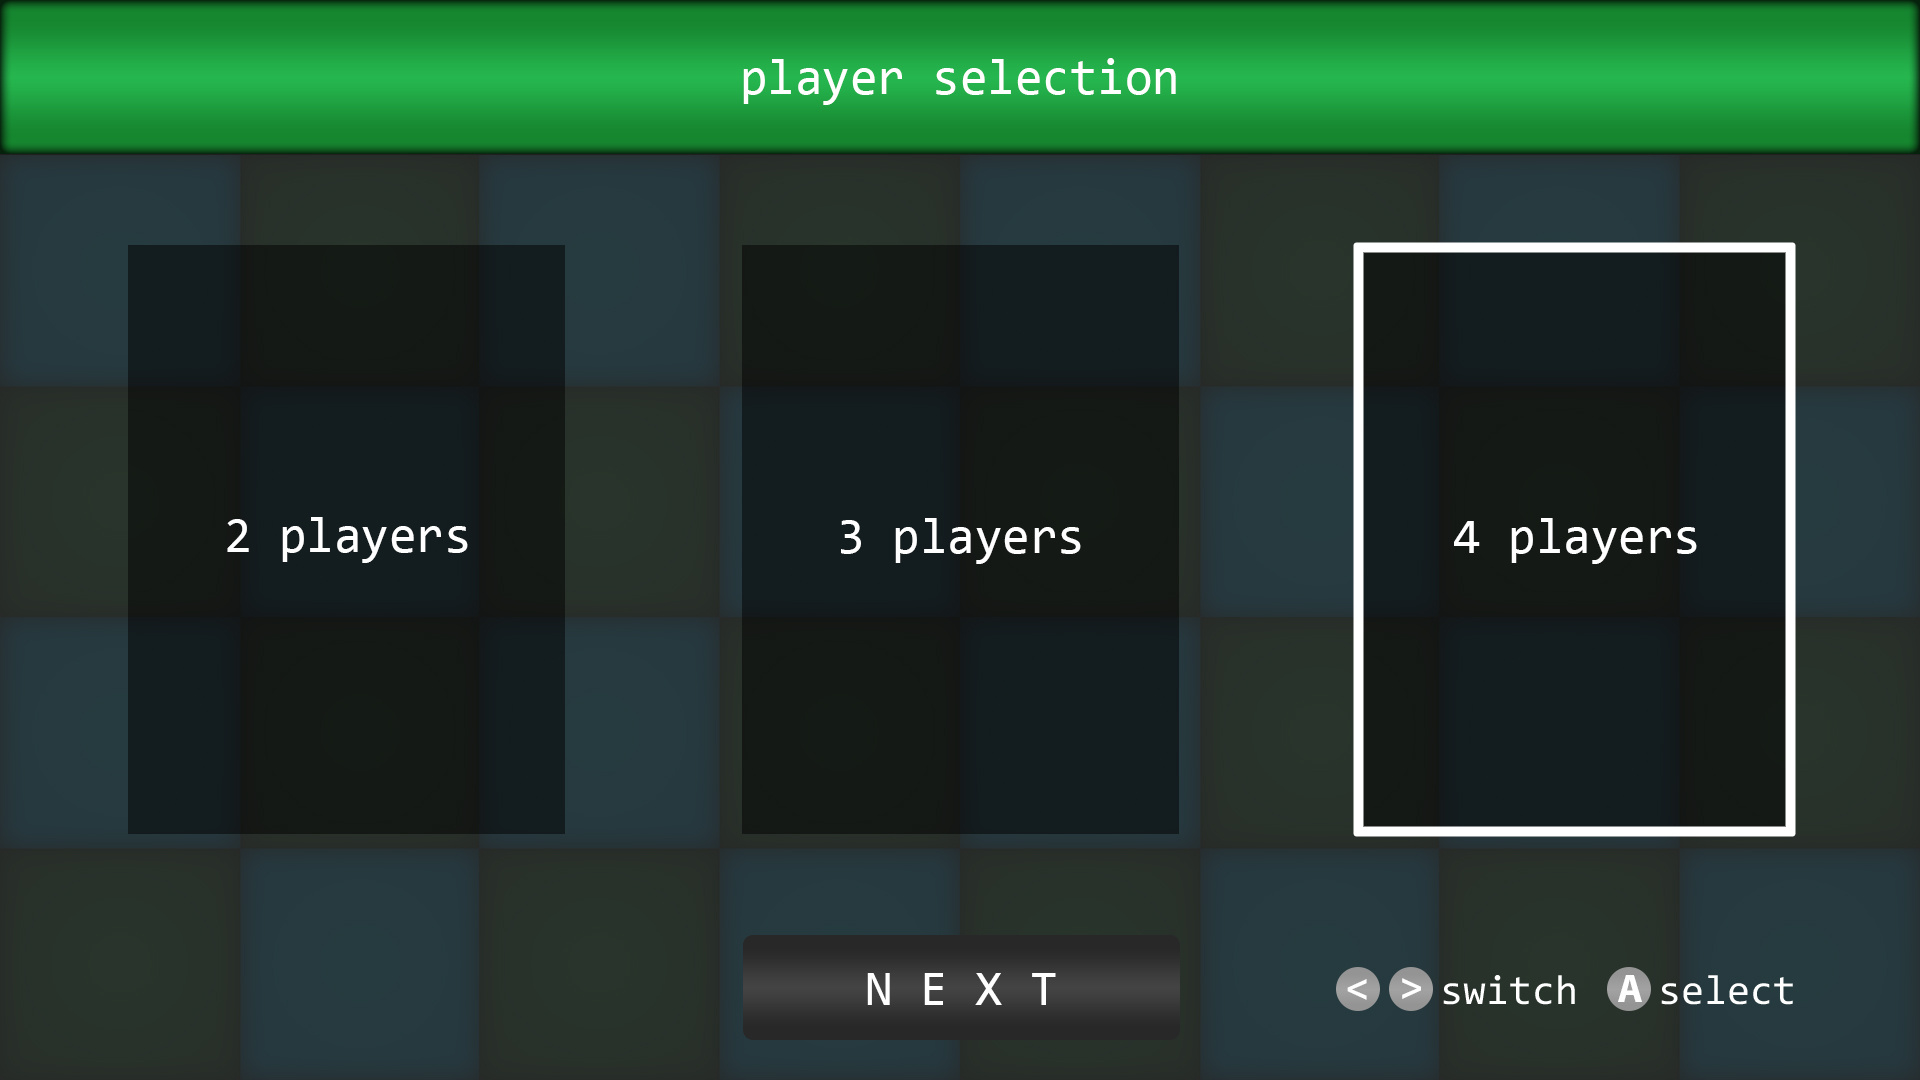 player selection
2 players
3 players
4 players
N E X T
< > switch A select